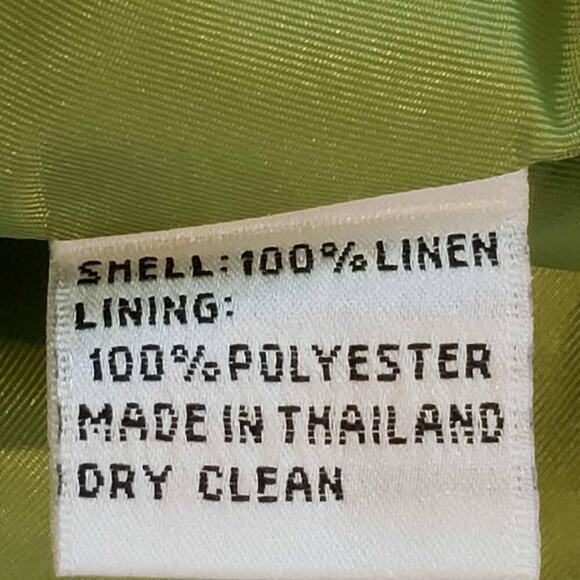 SHELL: 100% LINEN
LINING:
100% POLYESTER
MADE IN THAILAND
DRY CLEAN